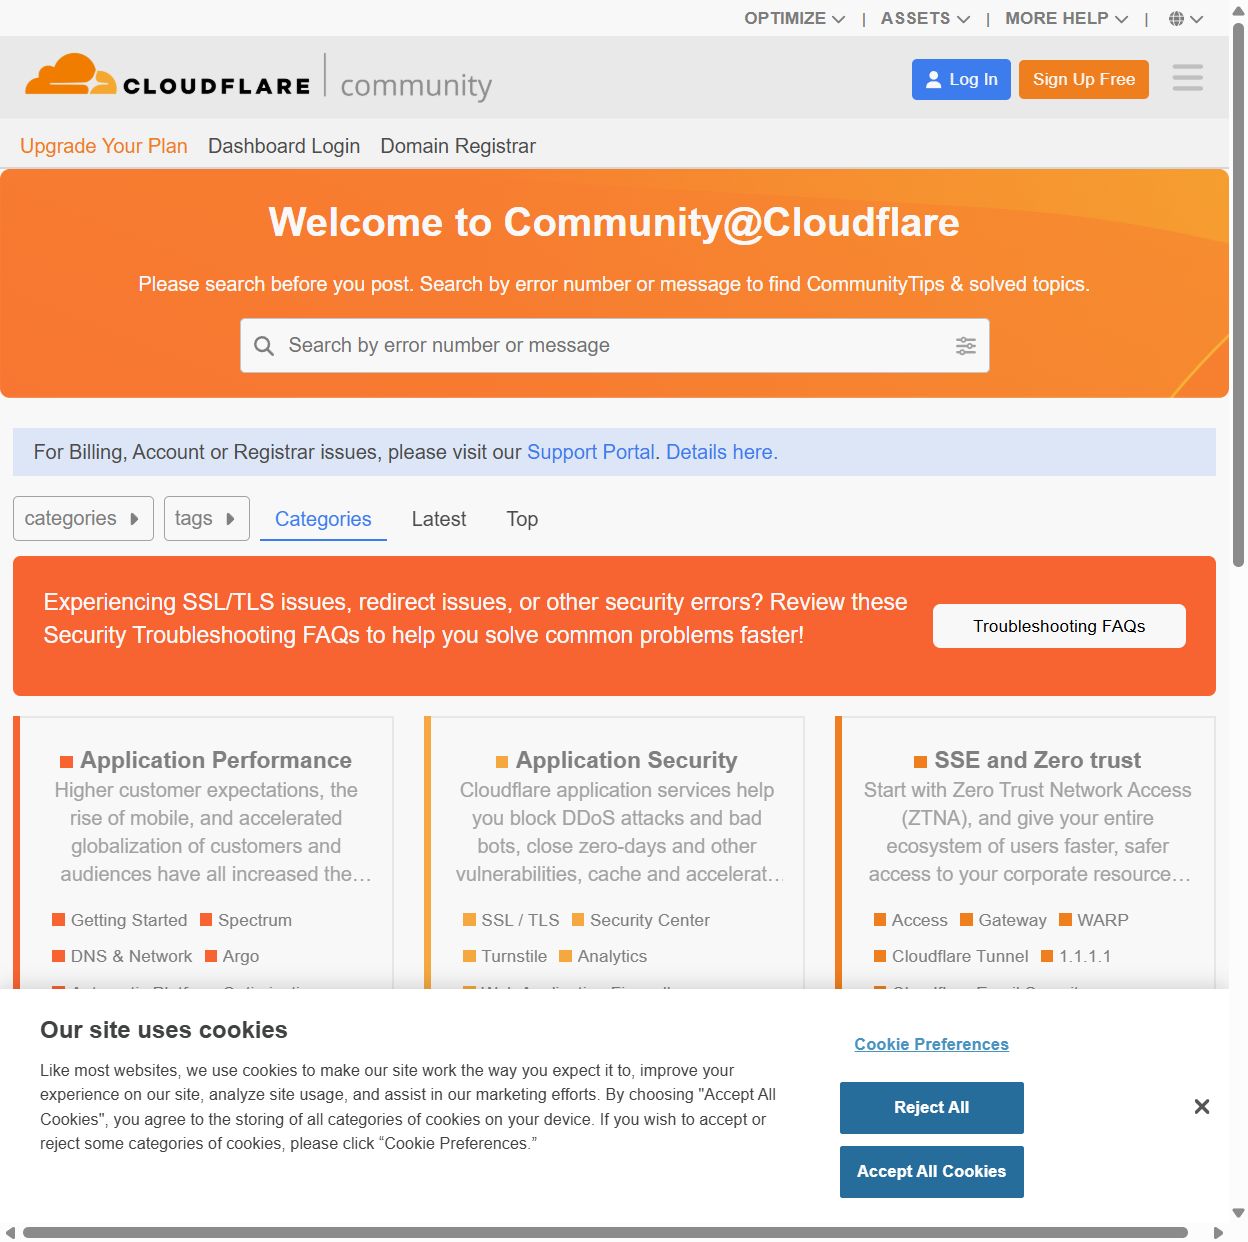 OPTIMIZE | ASSETS | MORE HELP |
CLOUDFLARE community
Log In
Sign Up Free
Upgrade Your Plan Dashboard Login Domain Registrar
Welcome to Community@Cloudflare
Please search before you post. Search by error number or message to find CommunityTips & solved topics.
Search by error number or message
For Billing, Account or Registrar issues, please visit our Support Portal. Details here.
categories tags Categories Latest Top
Experiencing SSL/TLS issues, redirect issues, or other security errors? Review these
Security Troubleshooting FAQs to help you solve common problems faster!
Troubleshooting FAQs
Application Performance
Higher customer expectations, the
rise of mobile, and accelerated
globalization of customers and
audiences have all increased the…
Getting Started Spectrum
DNS & Network Argo
Application Security
Cloudflare application services help
you block DDoS attacks and bad
bots, close zero-days and other
vulnerabilities, cache and accelerat…
SSL / TLS Security Center
Turnstile Analytics
SSE and Zero trust
Start with Zero Trust Network Access
(ZTNA), and give your entire
ecosystem of users faster, safer
access to your corporate resource…
Access Gateway WARP
Cloudflare Tunnel 1.1.1.1
Our site uses cookies
Like most websites, we use cookies to make our site work the way you expect it to, improve your
experience on our site, analyze site usage, and assist in our marketing efforts. By choosing "Accept All
Cookies", you agree to the storing of all categories of cookies on your device. If you wish to accept or
reject some categories of cookies, please click “Cookie Preferences.”
Cookie Preferences
Reject All
Accept All Cookies